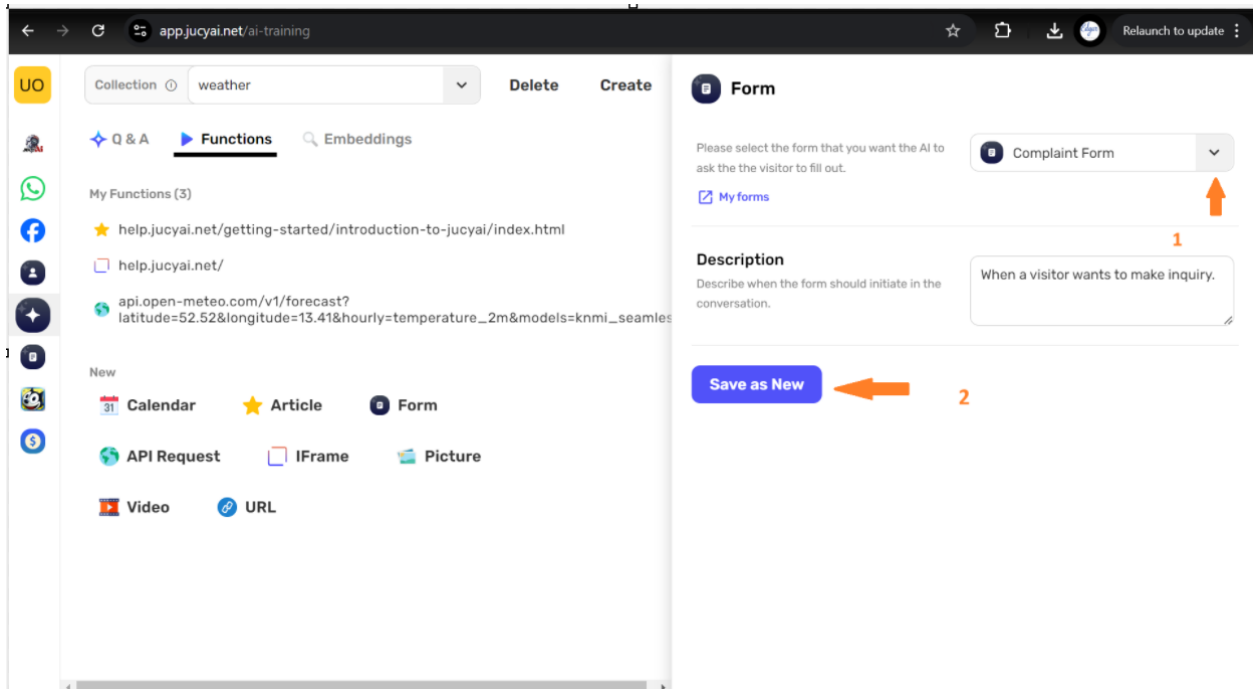 app.jucyai.net/ai-training
Relaunch to update
UO
Collection
weather
Delete
Create
Q & A
Functions
Embeddings
My Functions (3)
help.jucyai.net/getting-started/introduction-to-jucyai/index.html
help.jucyai.net/
api.open-meteo.com/v1/forecast?
latitude=52.52&longitude=13.41&hourly=temperature_2m&models=knmi_seamles
New
31 Calendar
Article
Form
API Request
IFrame
Picture
Video
URL
Form
Please select the form that you want the AI to
ask the the visitor to fill out.
My forms
Complaint Form
1
Description
Describe when the form should initiate in the
conversation.
When a visitor wants to make inquiry.
Save as New
2